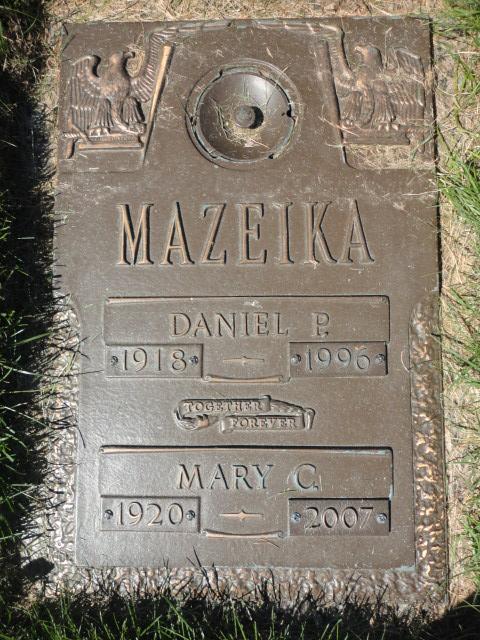 MAZEIKA
DANIEL P.
1918 1996
TOGETHER
FOREVER
MARY C.
1920 2007